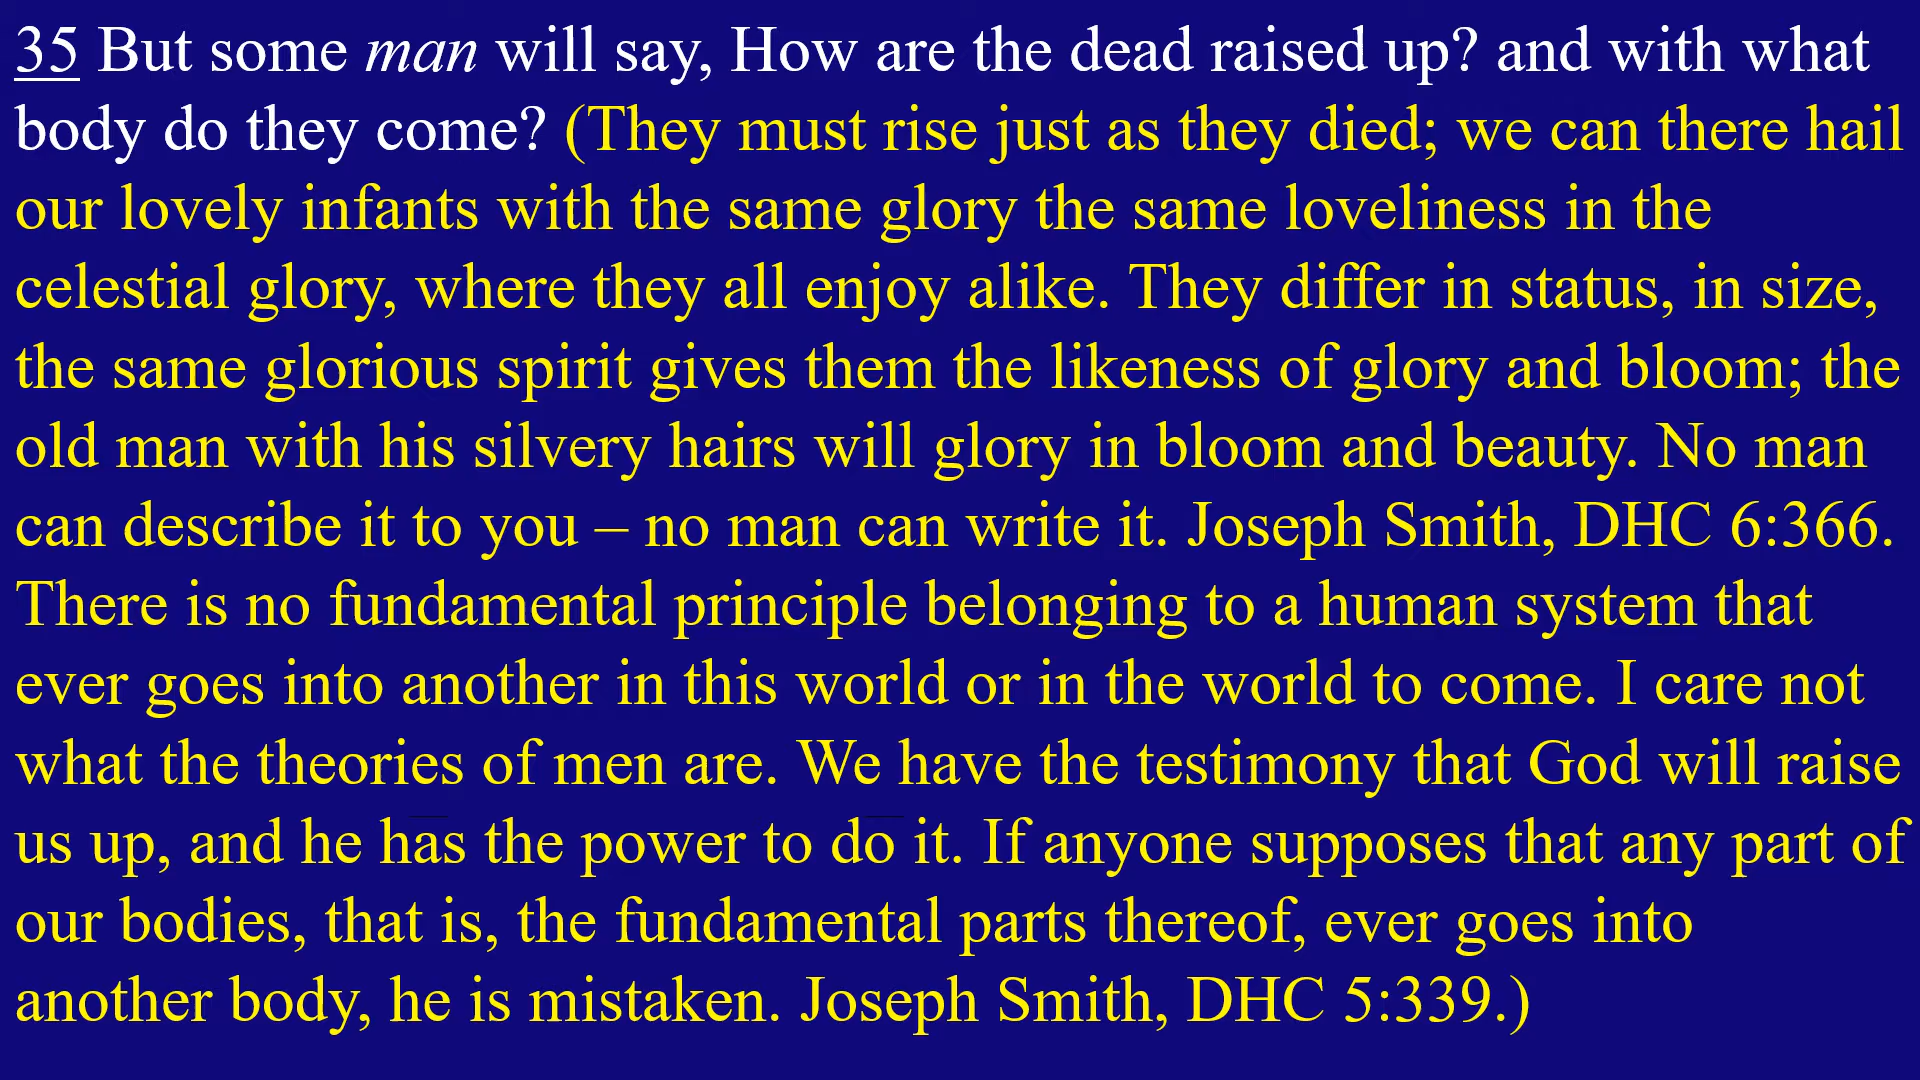 35 But some man will say, How are the dead raised up? and with what
body do they come? (They must rise just as they died; we can there hail
our lovely infants with the same glory the same loveliness in the
celestial glory, where they all enjoy alike. They differ in status, in size,
the same glorious spirit gives them the likeness of glory and bloom; the
old man with his silvery hairs will glory in bloom and beauty. No man
can describe it to you – no man can write it. Joseph Smith, DHC 6:366.
There is no fundamental principle belonging to a human system that
ever goes into another in this world or in the world to come. I care not
what the theories of men are. We have the testimony that God will raise
us up, and he has the power to do it. If anyone supposes that any part of
our bodies, that is, the fundamental parts thereof, ever goes into
another body, he is mistaken. Joseph Smith, DHC 5:339.)